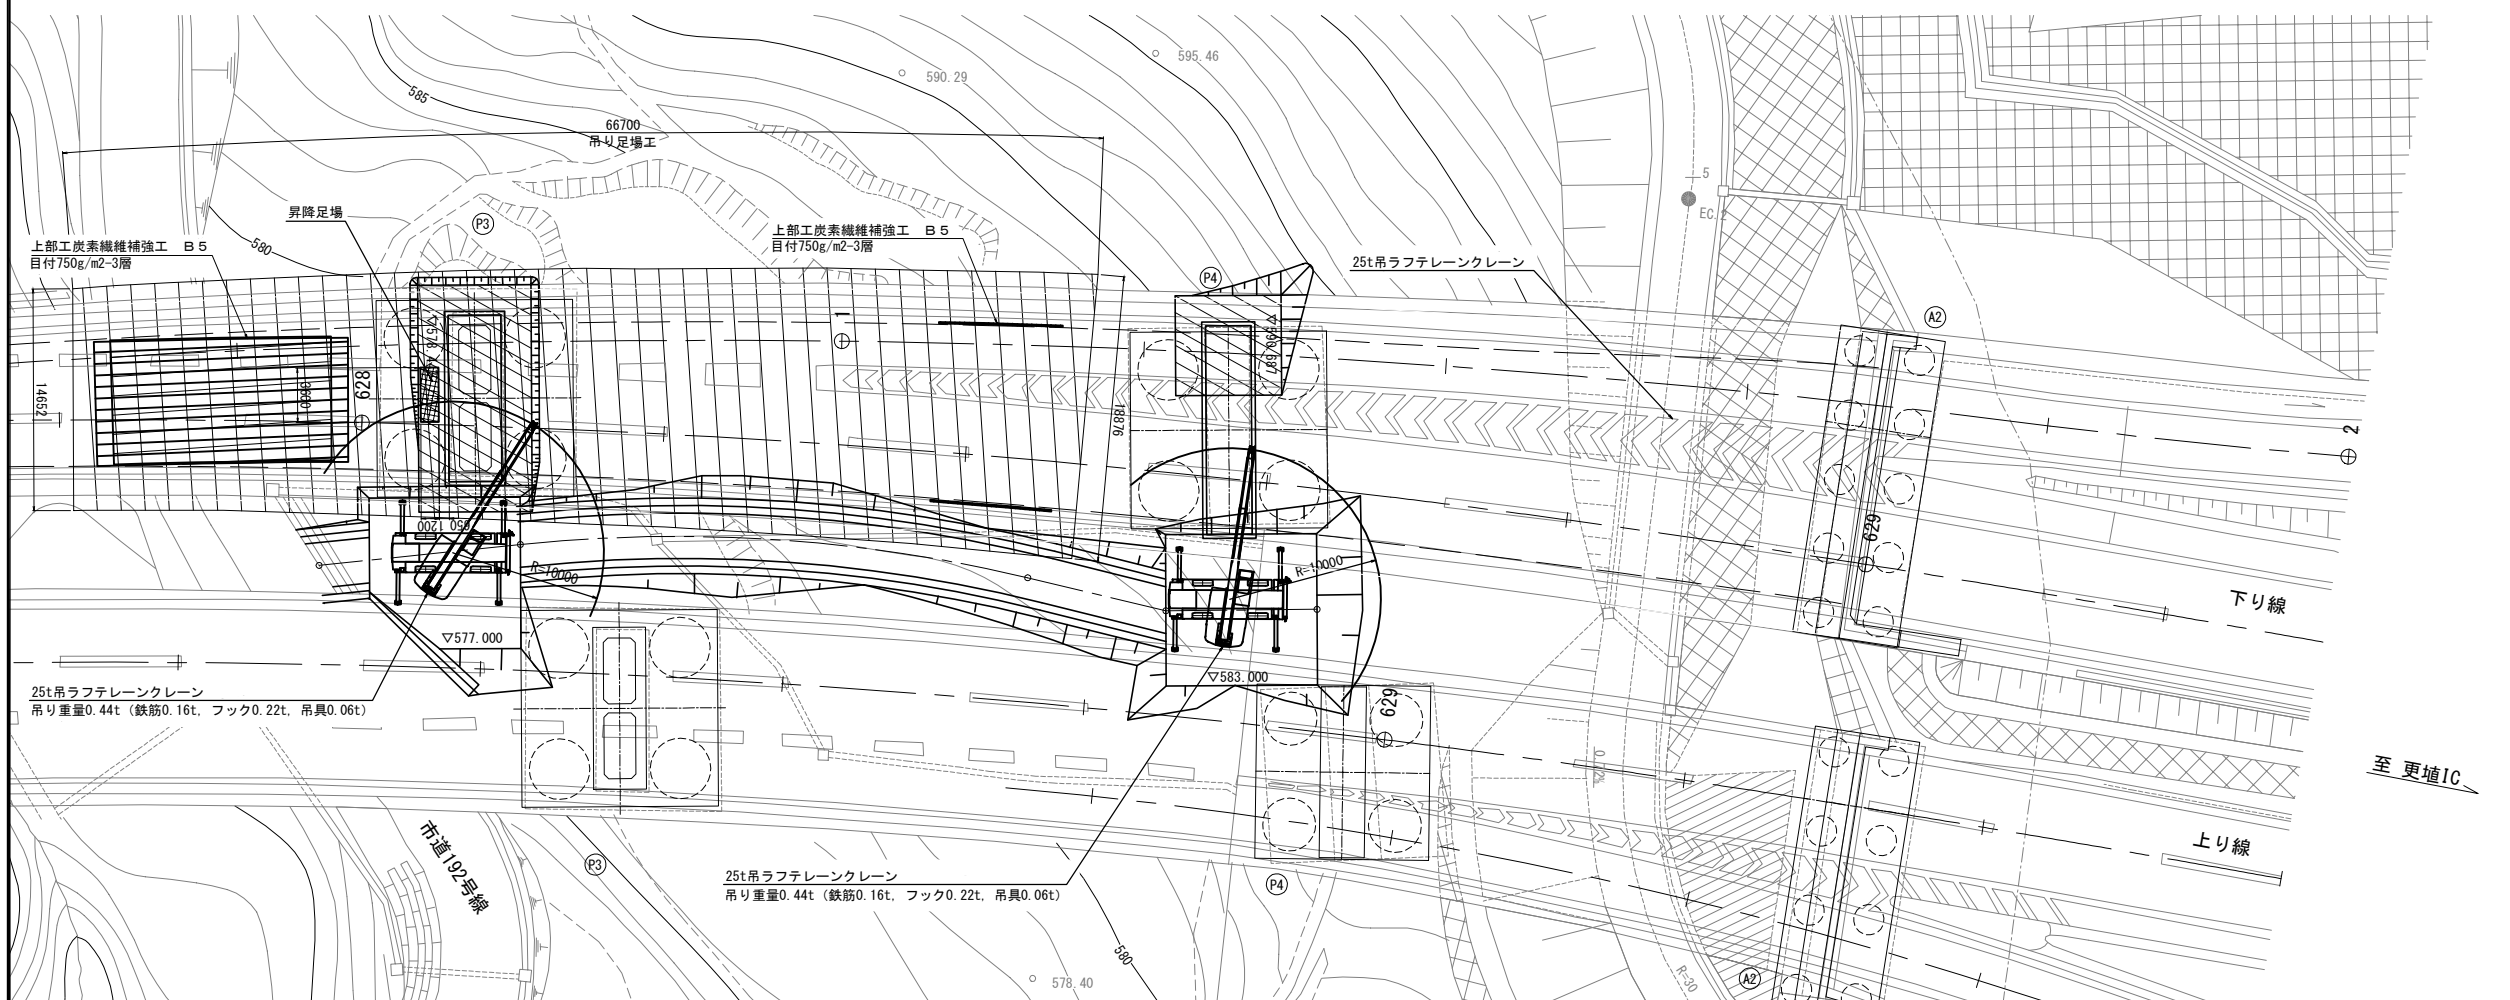 595.46
590.29
585
66700
吊り足場工
5
EC.2
昇降足場
P3
上部工炭素繊維補強工　Ｂ５
目付750g/m2-3層
580
上部工炭素繊維補強工　Ｂ５
目付750g/m2-3層
P4
25t吊ラフテレーンクレーン
A2
1
14652
628
18876
2
650
1200
629
R=10000
R=10000
下り線
▽577.000
▽583.000
25t吊ラフテレーンクレーン
吊り重量0.44t（鉄筋0.16t, フック0.22t, 吊具0.06t）
629
至 更埴IC
上り線
市道192号線
P3
25t吊ラフテレーンクレーン
吊り重量0.44t（鉄筋0.16t, フック0.22t, 吊具0.06t）
P4
580
578.40
R=30
A2